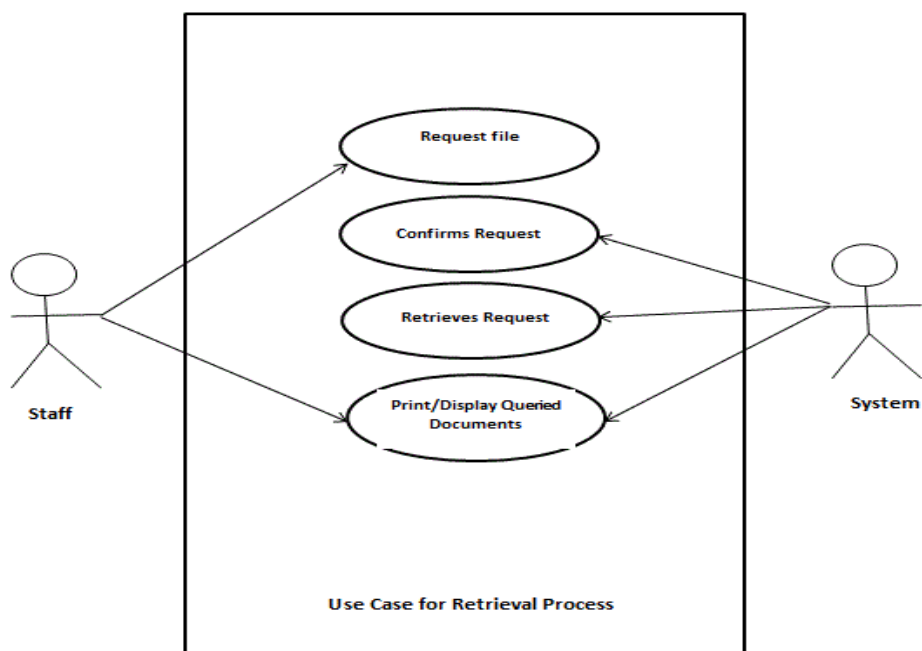 Request file
Confirms Request
Retrieves Request
Print/Display Queried
Documents
Staff
System
Use Case for Retrieval Process